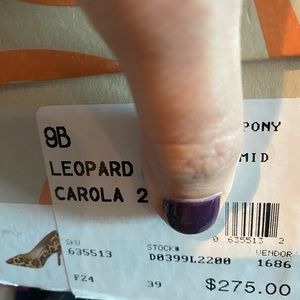 9B PONY
LEOPARD MID
CAROLA 2
0 635513 2
SKU STOCK# VENDOR
635513 D0399L2200 1686
F24 39 $275.00